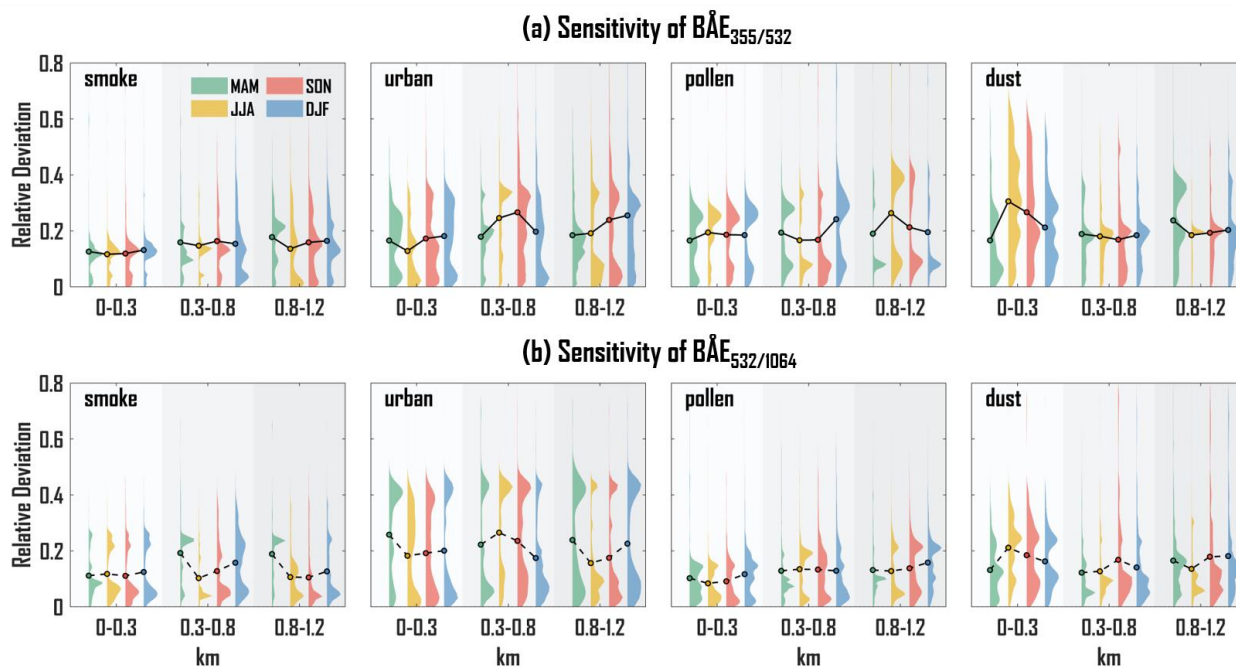 (a) Sensitivity of BÅE355/532
smoke
urban
pollen
dust
MAM
SON
JJA
DJF
Relative Deviation
0.8
0.6
0.4
0.2
0
0-0.3
0.3-0.8
0.8-1.2
0-0.3
0.3-0.8
0.8-1.2
0-0.3
0.3-0.8
0.8-1.2
0-0.3
0.3-0.8
0.8-1.2
(b) Sensitivity of BÅE532/1064
smoke
urban
pollen
dust
Relative Deviation
0.8
0.6
0.4
0.2
0
0-0.3
0.3-0.8
0.8-1.2
0-0.3
0.3-0.8
0.8-1.2
0-0.3
0.3-0.8
0.8-1.2
0-0.3
0.3-0.8
0.8-1.2
km
km
km
km